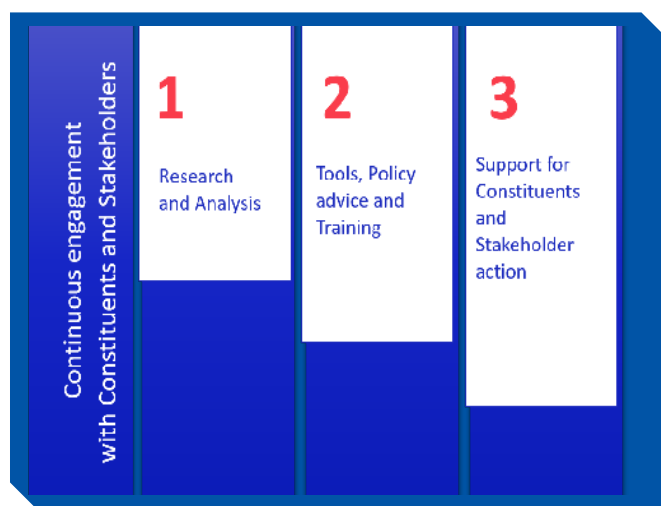 Continuous engagement
with Constituents and Stakeholders
1
Research
and Analysis
2
Tools, Policy
advice and
Training
3
Support for
Constituents
and
Stakeholder
action